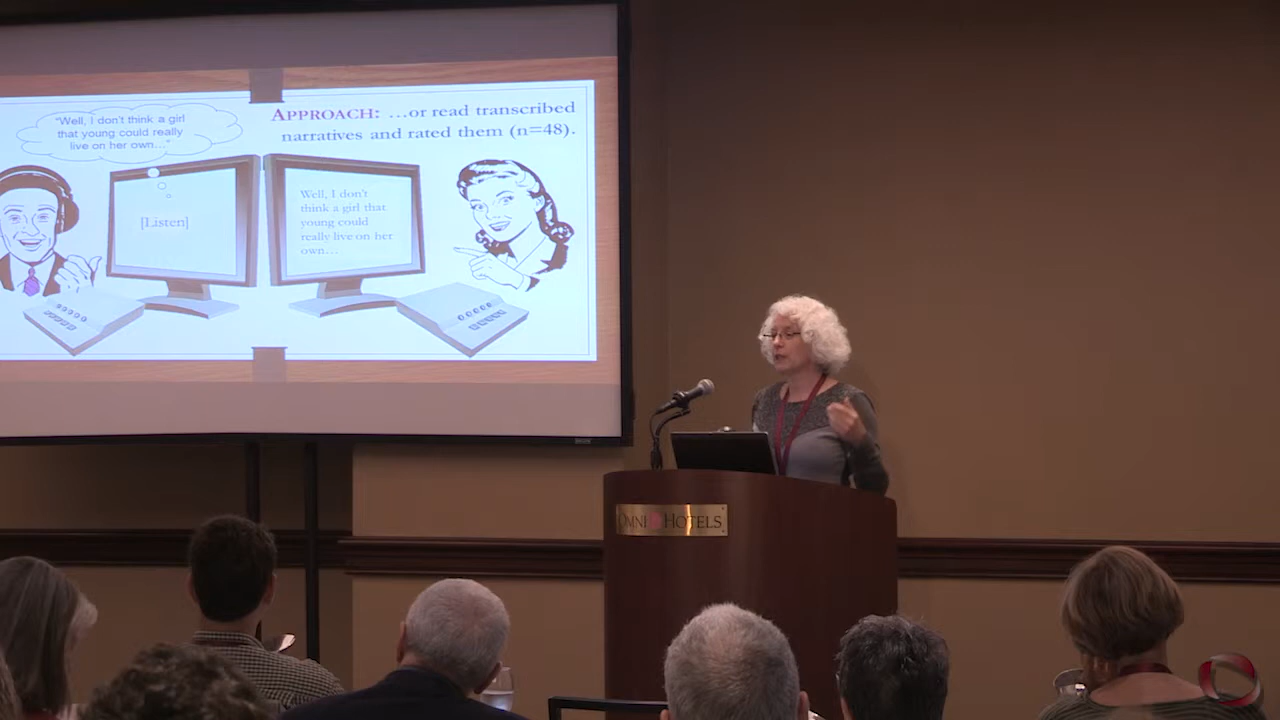 "Well, I don't think a girl
that young could really
live on her own…"
APPROACH: …or read transcribed
narratives and rated them (n=48).
[Listen]
Well, I don't
think a girl that
young could
really live on her
own…
OMNI HOTELS